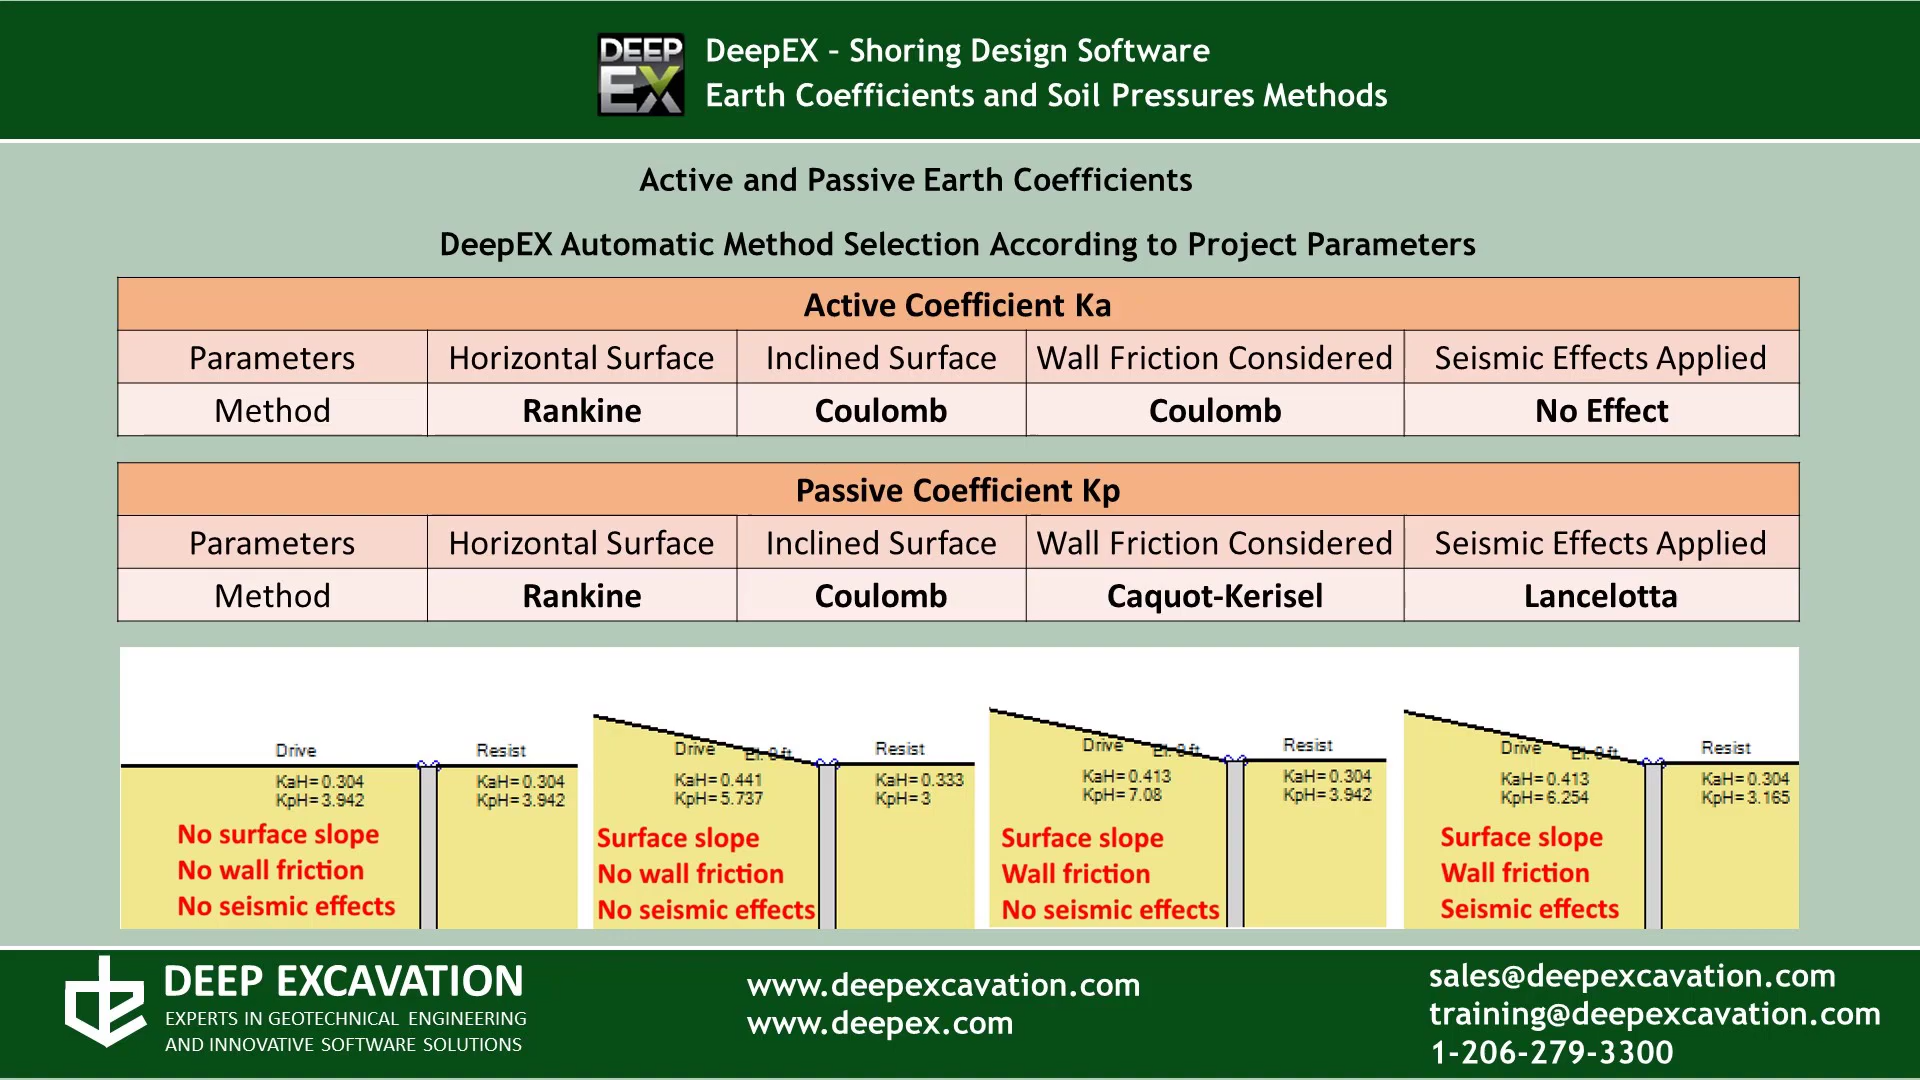 DEEP
EX
DeepEX – Shoring Design Software
Earth Coefficients and Soil Pressures Methods
Active and Passive Earth Coefficients
DeepEX Automatic Method Selection According to Project Parameters
Active Coefficient Ka
Parameters Horizontal Surface Inclined Surface Wall Friction Considered Seismic Effects Applied
Method Rankine Coulomb Coulomb No Effect
Passive Coefficient Kp
Parameters Horizontal Surface Inclined Surface Wall Friction Considered Seismic Effects Applied
Method Rankine Coulomb Caquot-Kerisel Lancelotta
Drive Resist
KaH= 0.304 KaH= 0.304
KpH= 3.942 KpH= 3.942
No surface slope
No wall friction
No seismic effects
Drive El. 0 ft Resist
KaH= 0.441 KaH= 0.333
KpH= 5.737 KpH= 3
Surface slope
No wall friction
No seismic effects
Drive El. 0 ft Resist
KaH= 0.413 KaH= 0.304
KpH= 7.08 KpH= 3.942
Surface slope
Wall friction
No seismic effects
Drive El. 0 ft Resist
KaH= 0.413 KaH= 0.304
KpH= 6.254 KpH= 3.165
Surface slope
Wall friction
Seismic effects
DEEP EXCAVATION
EXPERTS IN GEOTECHNICAL ENGINEERING
AND INNOVATIVE SOFTWARE SOLUTIONS
www.deepexcavation.com
www.deepex.com
sales@deepexcavation.com
training@deepexcavation.com
1-206-279-3300